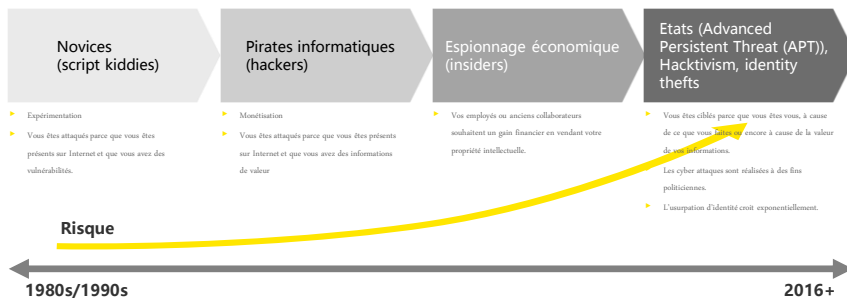 Novices
(script kiddies)
Pirates informatiques
(hackers)
Espionnage économique
(insiders)
Etats (Advanced
Persistent Threat (APT)),
Hacktivism, identity
thefts
Expérimentation
Vous êtes attaqués parce que vous êtes
présents sur Internet et que vous avez des
vulnérabilités.
Monétisation
Vous êtes attaqués parce que vous êtes présents
sur Internet et que vous avez des informations
de valeur
Vos employés ou anciens collaborateurs
souhaitent un gain financier en vendant votre
propriété intellectuelle.
Vous êtes ciblés parce que vous êtes vous, à cause
de ce que vous faites ou encore à cause de la valeur
de vos informations.
Les cyber attaques sont réalisées à des fins
politiciennes.
L'usurpation d'identité croit exponentiellement.
Risque
1980s/1990s
2016+